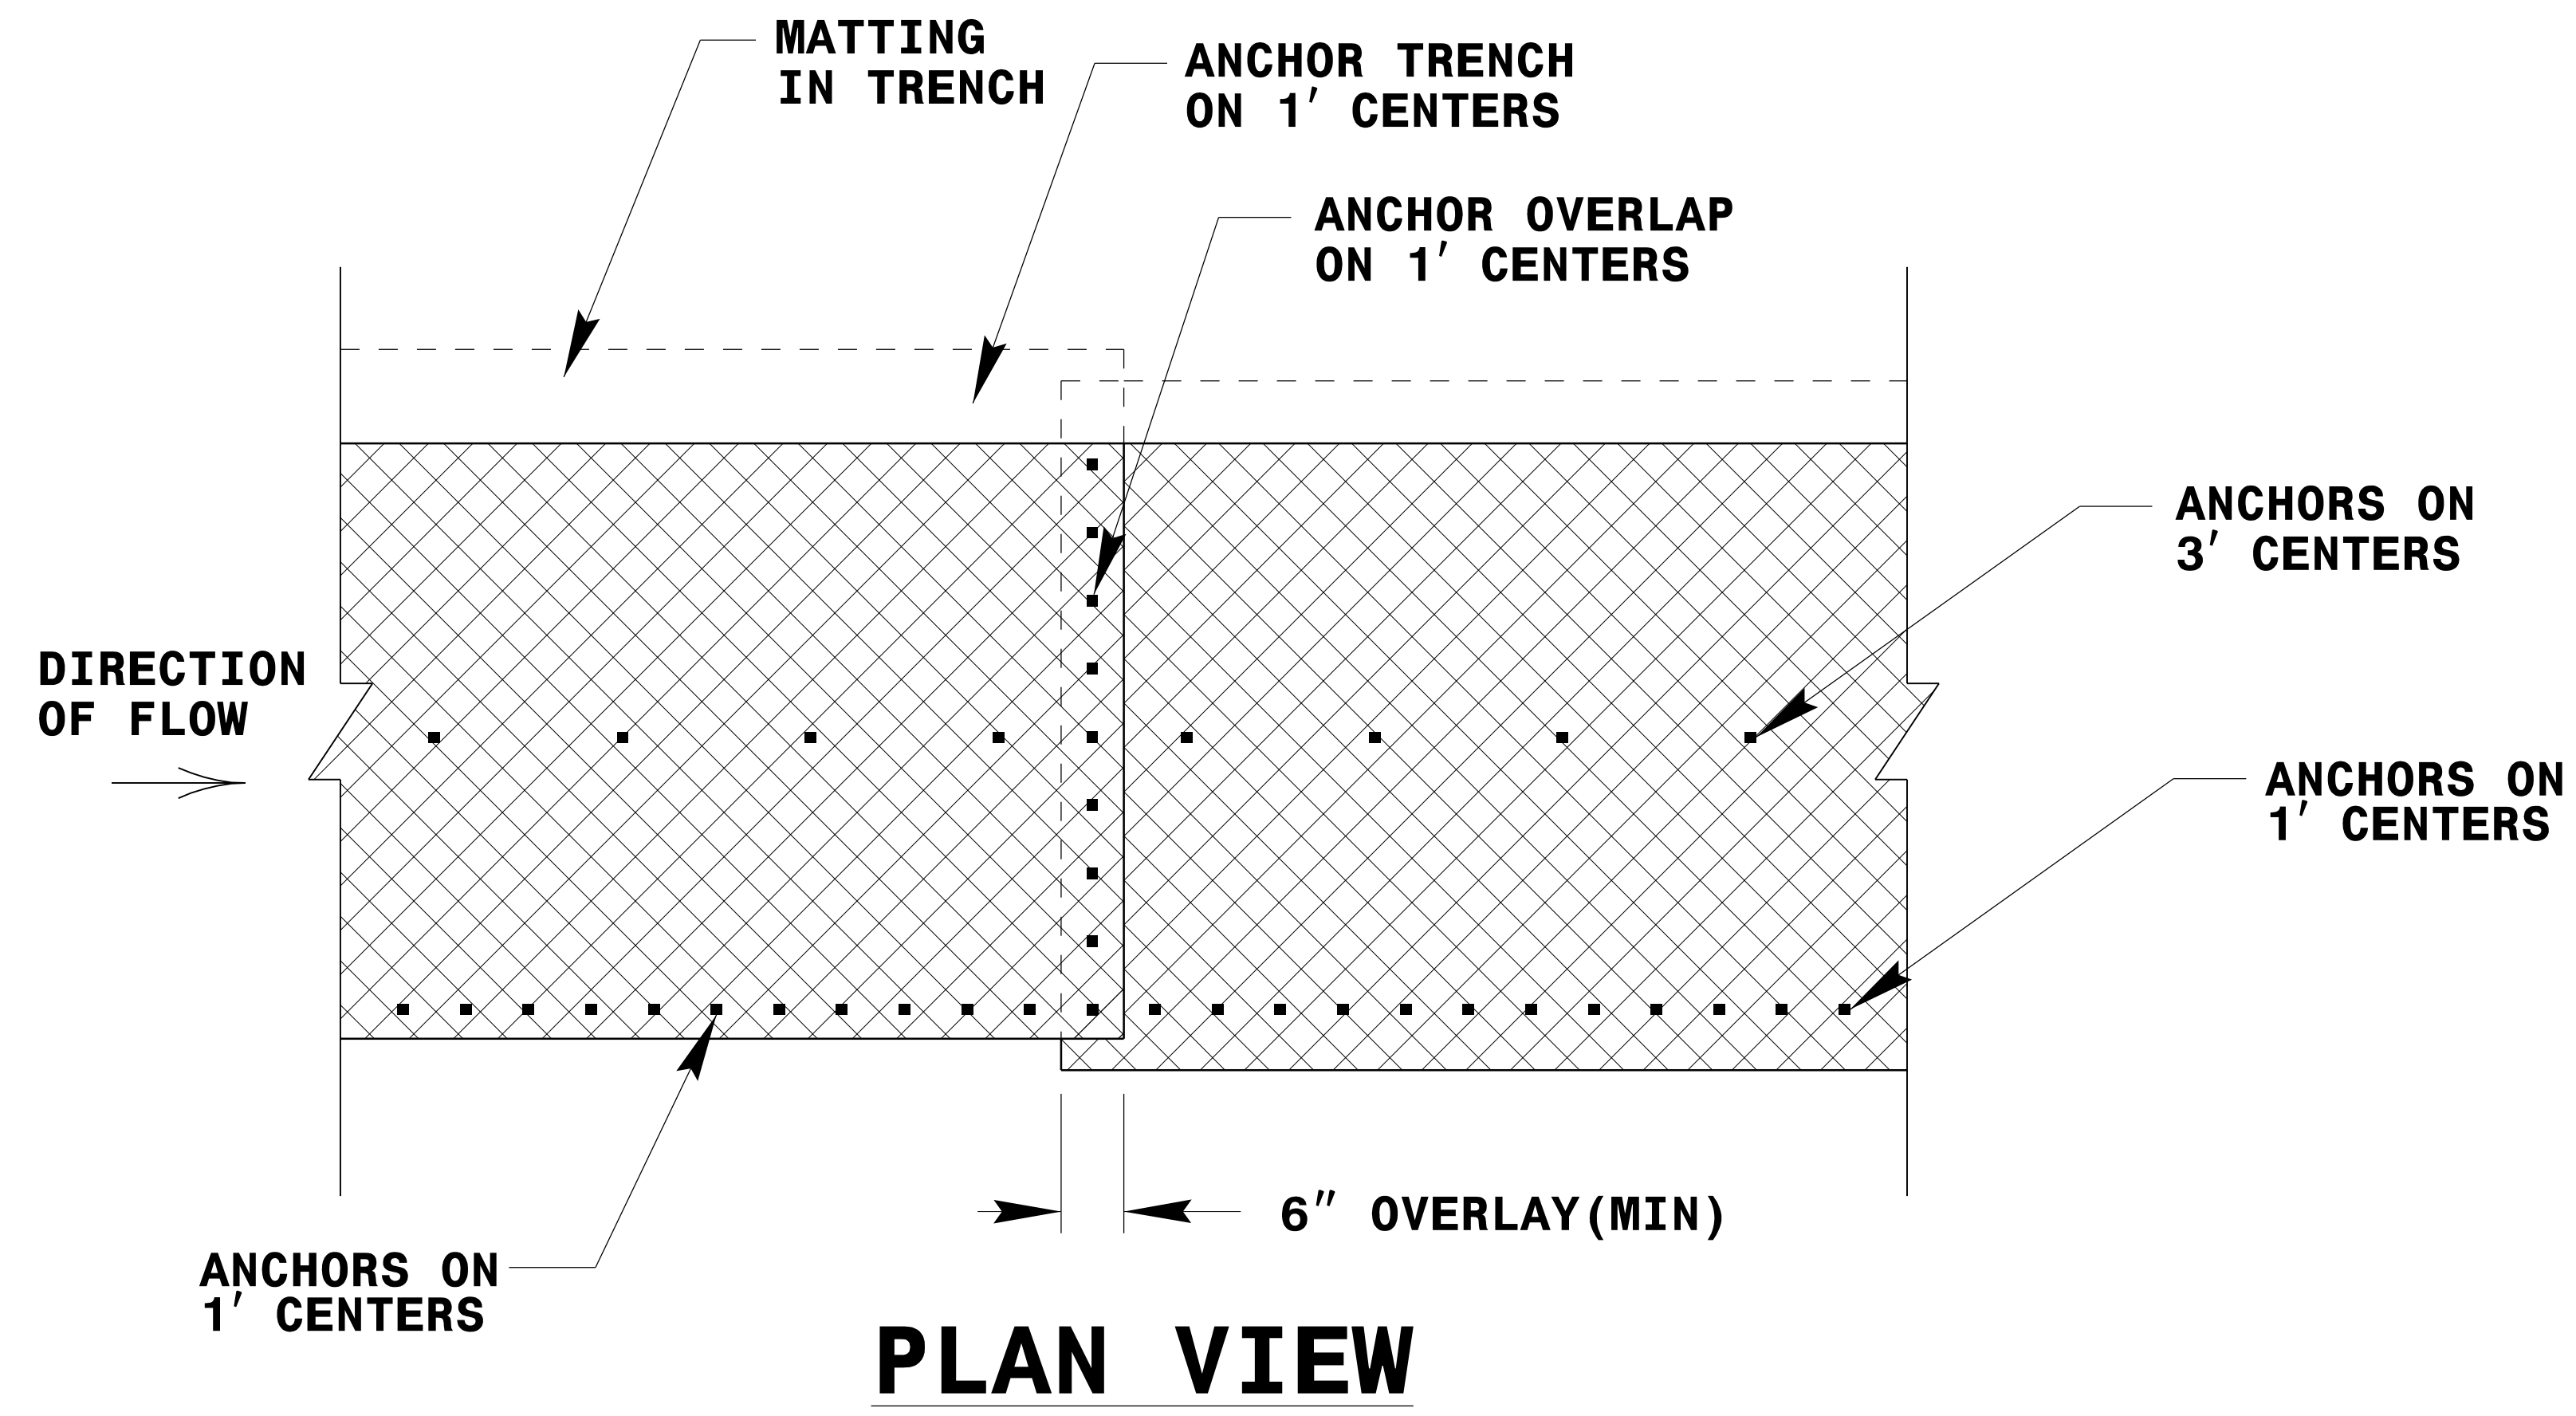 MATTING
IN TRENCH
ANCHOR TRENCH
ON 1' CENTERS
ANCHOR OVERLAP
ON 1' CENTERS
ANCHORS ON
3' CENTERS
DIRECTION
OF FLOW
ANCHORS ON
1' CENTERS
6" OVERLAY(MIN)
ANCHORS ON
1' CENTERS
PLAN VIEW